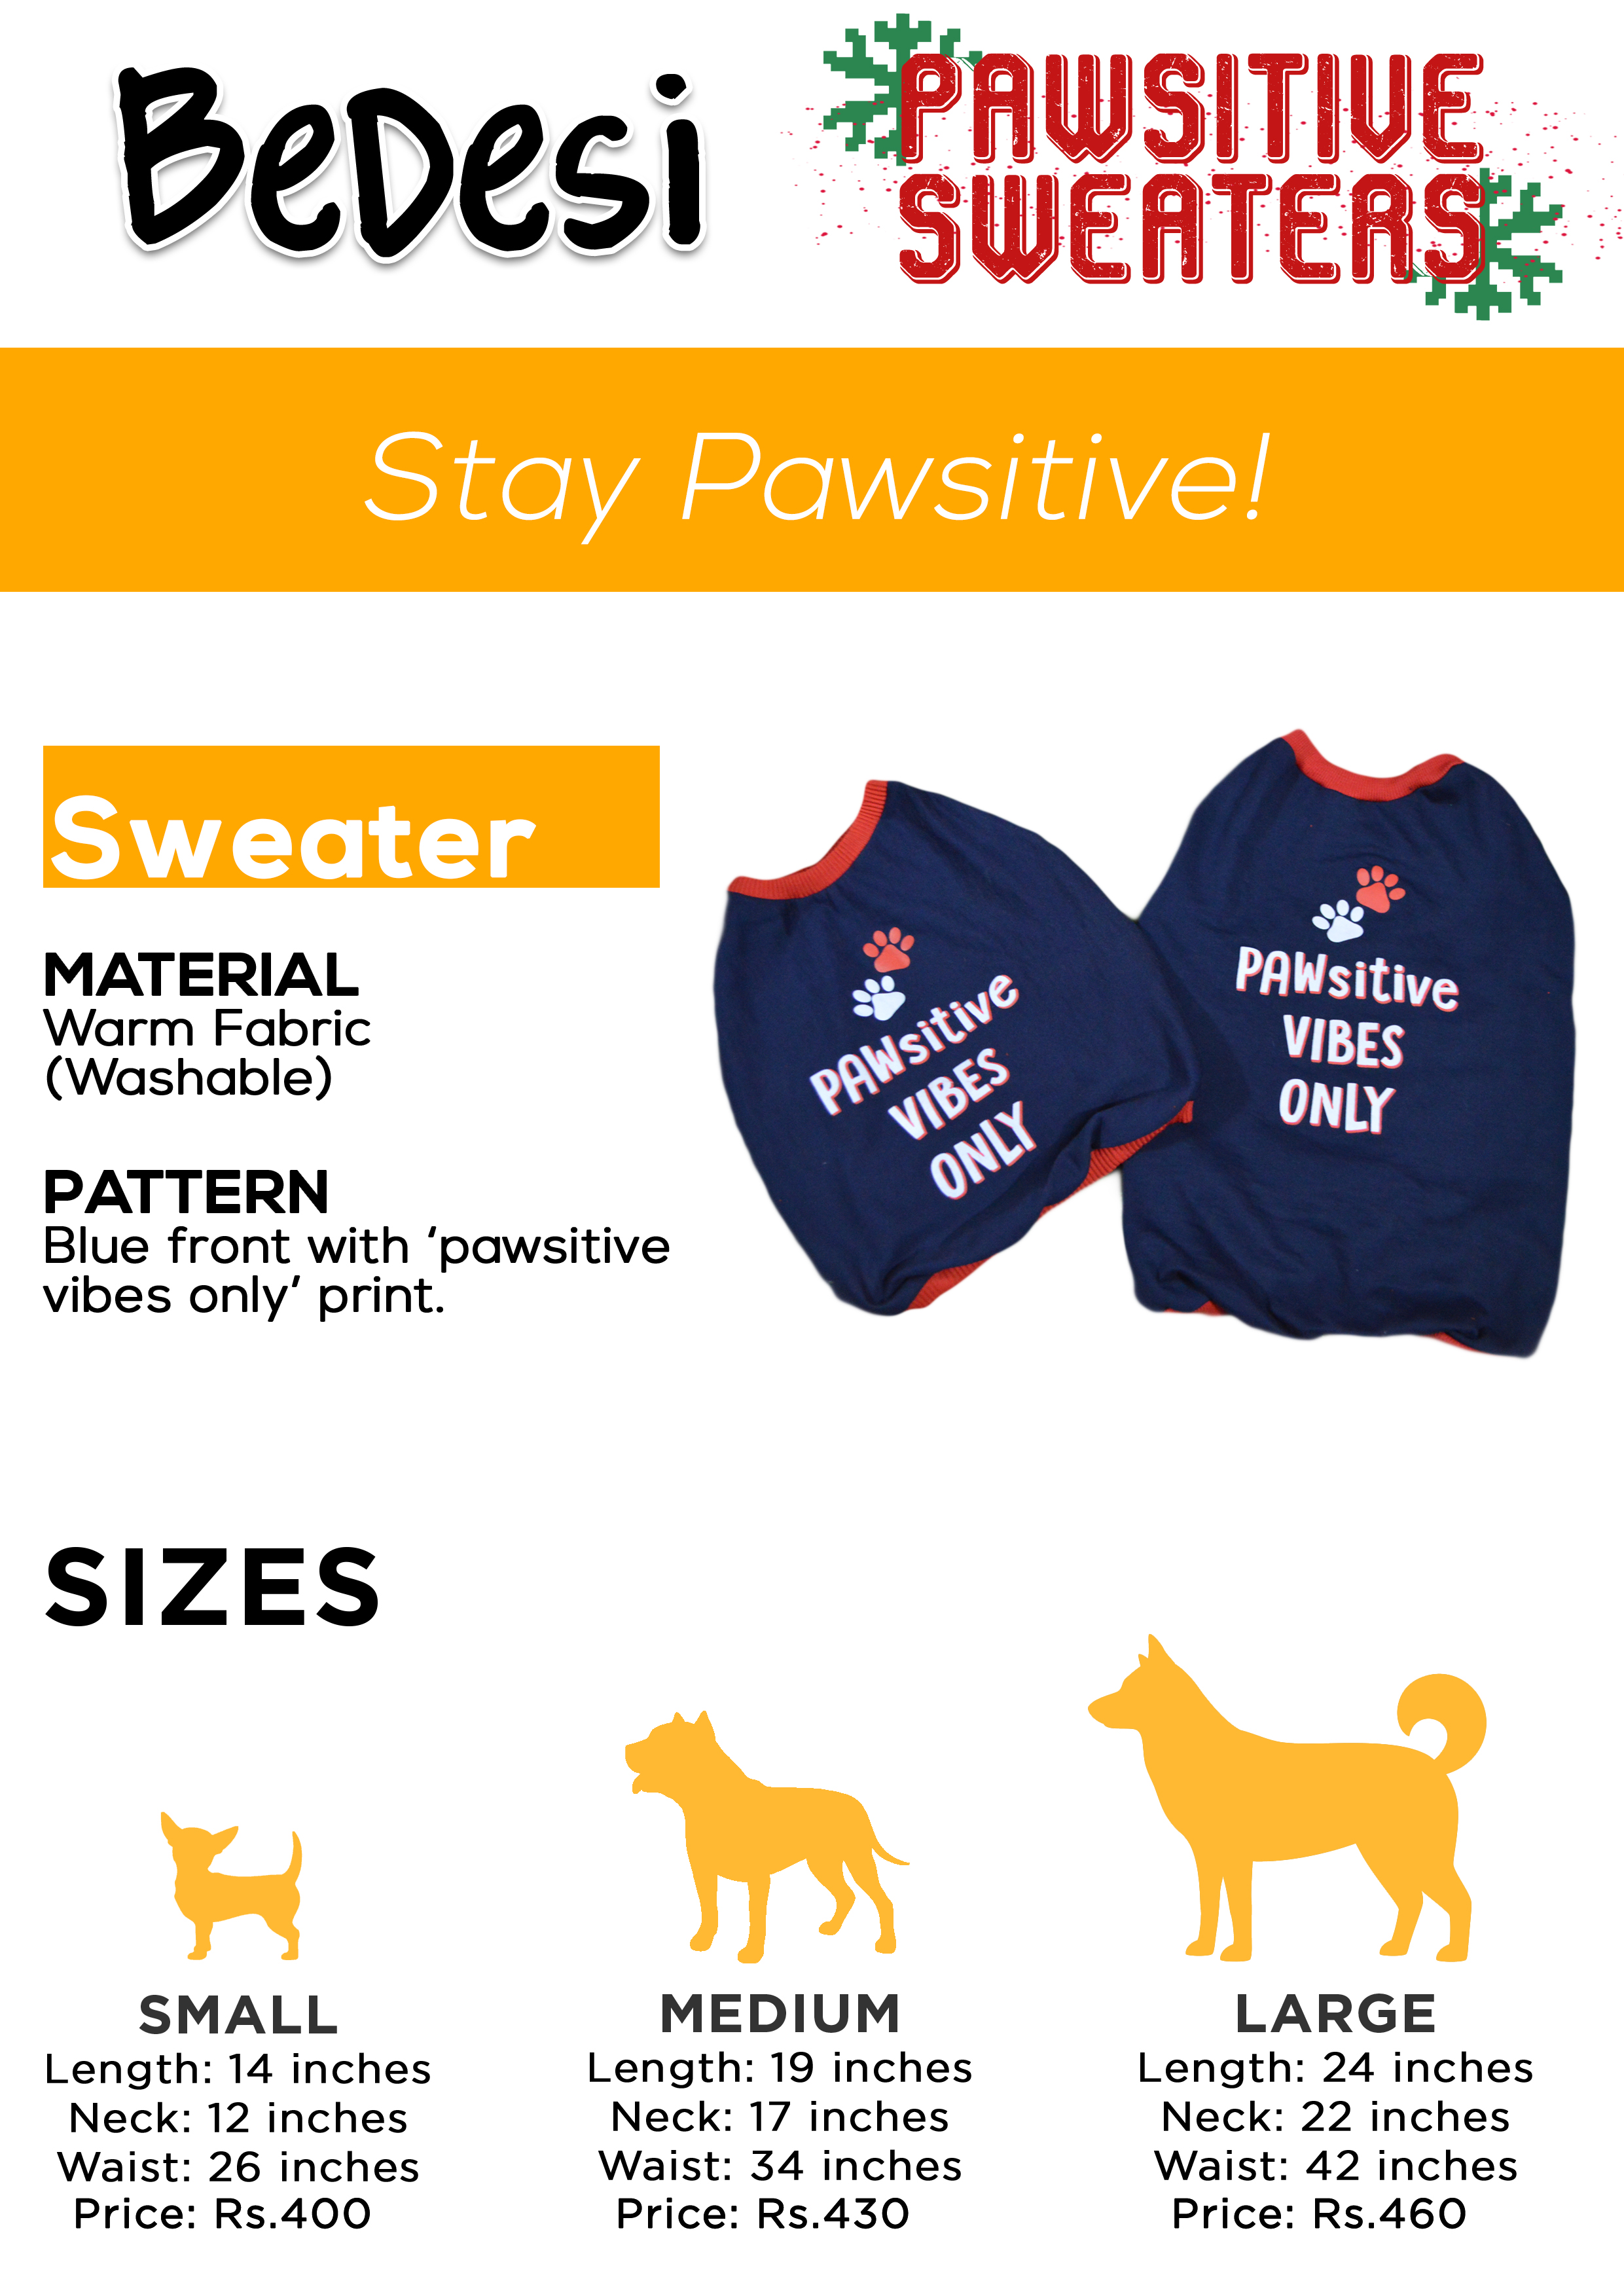 BeDesi
PAWSITIVE
SWEATERS
Stay Pawsitive!
Sweater
MATERIAL
Warm Fabric
(Washable)
PATTERN
Blue front with ‘pawsitive
vibes only’ print.
PAWsitive
VIBES
ONLY
PAWsitive
VIBES
ONLY
SIZES
SMALL
Length: 14 inches
Neck: 12 inches
Waist: 26 inches
Price: Rs.400
MEDIUM
Length: 19 inches
Neck: 17 inches
Waist: 34 inches
Price: Rs.430
LARGE
Length: 24 inches
Neck: 22 inches
Waist: 42 inches
Price: Rs.460